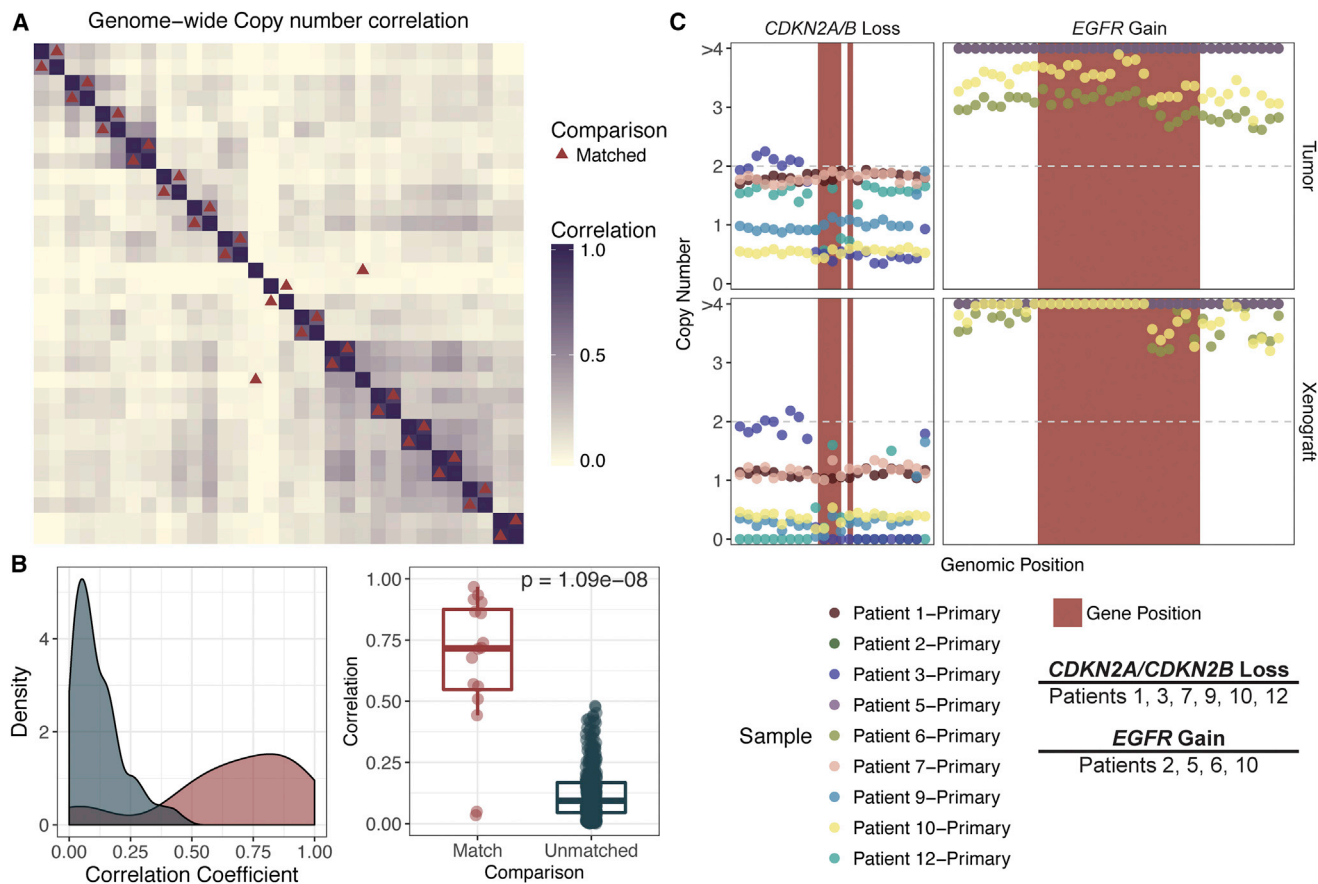 A
Genome−wide Copy number correlation
Comparison
Matched
Correlation
1.0
0.5
0.0
B
Density
4
2
0
0.00 0.25 0.50 0.75 1.00
Correlation Coefficient
Correlation
1.00
0.75
0.50
0.25
0.00
p = 1.09e−08
Match Unmatched
Comparison
C
CDKN2A/B Loss
EGFR Gain
Copy Number
>4
3
2
1
0
Tumor
>4
3
2
1
0
Xenograft
Genomic Position
Sample
Patient 1−Primary
Patient 2−Primary
Patient 3−Primary
Patient 5−Primary
Patient 6−Primary
Patient 7−Primary
Patient 9−Primary
Patient 10−Primary
Patient 12−Primary
Gene Position
CDKN2A/CDKN2B Loss
Patients 1, 3, 7, 9, 10, 12
EGFR Gain
Patients 2, 5, 6, 10